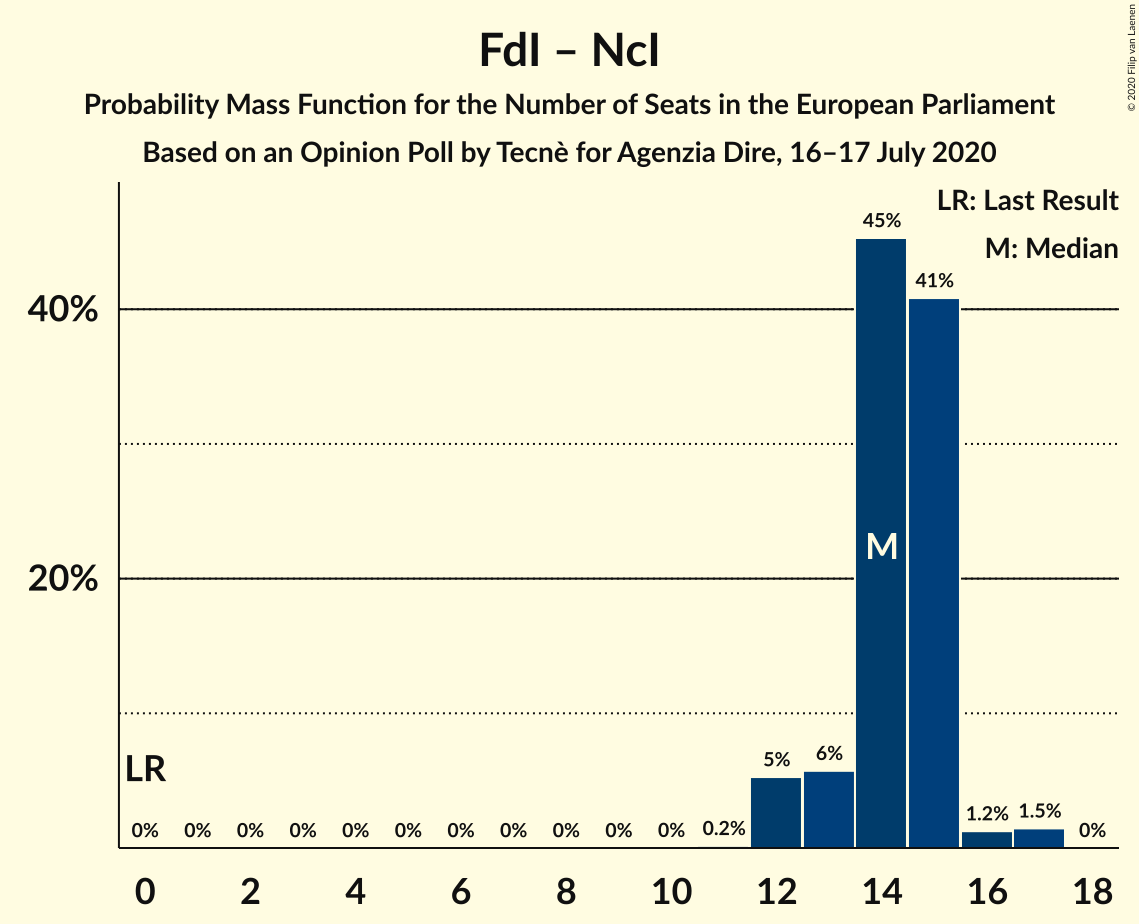 FdI – NcI
Probability Mass Function for the Number of Seats in the European Parliament
Based on an Opinion Poll by Tecnè for Agenzia Dire, 16–17 July 2020
© 2020 Filip van Laenen
LR: Last Result
M: Median
40%
20%
LR
0% 0% 0% 0% 0% 0% 0% 0% 0% 0% 0% 0.2% 5% 6% 45% 41% 1.2% 1.5% 0%
M
0 2 4 6 8 10 12 14 16 18